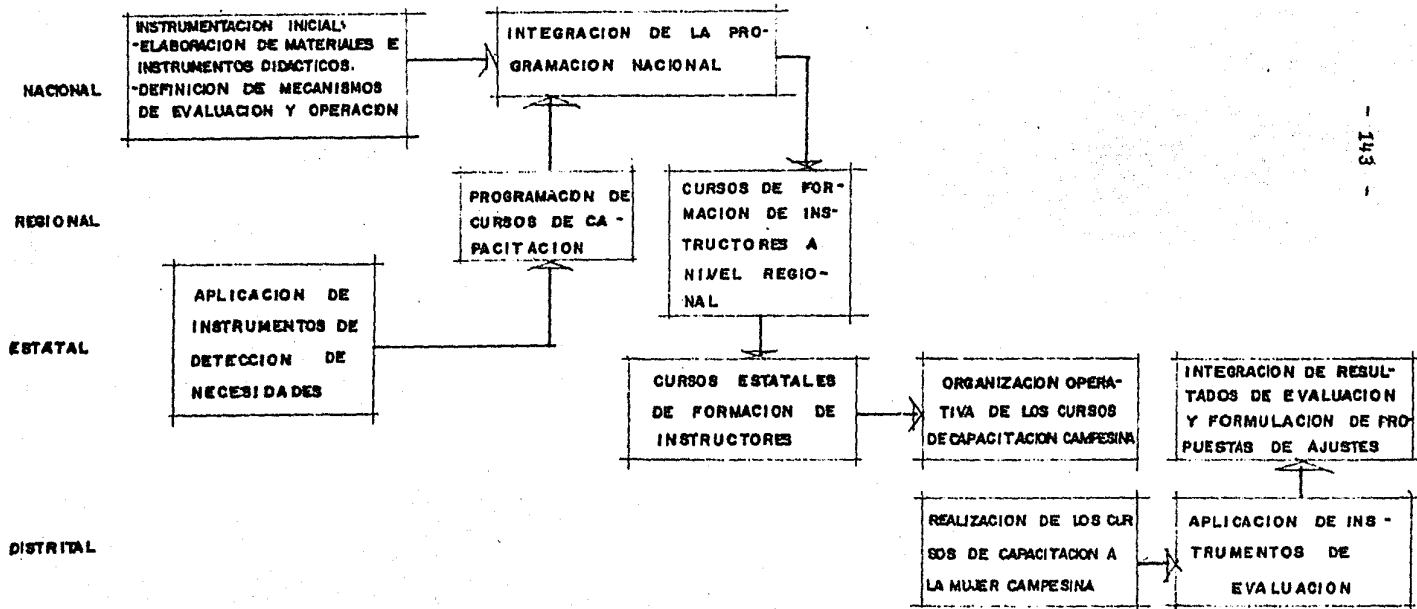 NACIONAL
INSTRUMENTACION INICIAL:
-ELABORACION DE MATERIALES E
INSTRUMENTOS DIDACTICOS.
-DEFINICION DE MECANISMOS
DE EVALUACION Y OPERACIÓN
INTEGRACION DE LA PRO-
GRAMACION NACIONAL
- 143 -
REGIONAL
PROGRAMACON DE
CURSOS DE CA -
PACITACION
CURSOS DE FOR-
MACION DE INS-
TRUCTORES A
NIVEL REGIO-
NAL
ESTATAL
APLICACION DE
INSTRUMENTOS DE
DETECCION DE
NECESIDADES
CURSOS ESTATALES
DE FORMACION DE
INSTRUCTORES
ORGANIZACION OPERA-
TIVA DE LOS CURSOS
DE CAPACITACION CAMPESINA
INTEGRACION DE RESUL-
TADOS DE EVALUACION
Y FORMULACION DE PRO-
PUESTAS DE AJUSTES
DISTRITAL
REALIZACION DE LOS CUR
SOS DE CAPACITACION A
LA MUJER CAMPESINA
APLICACION DE INS -
TRUMENTOS DE
EVALUACION